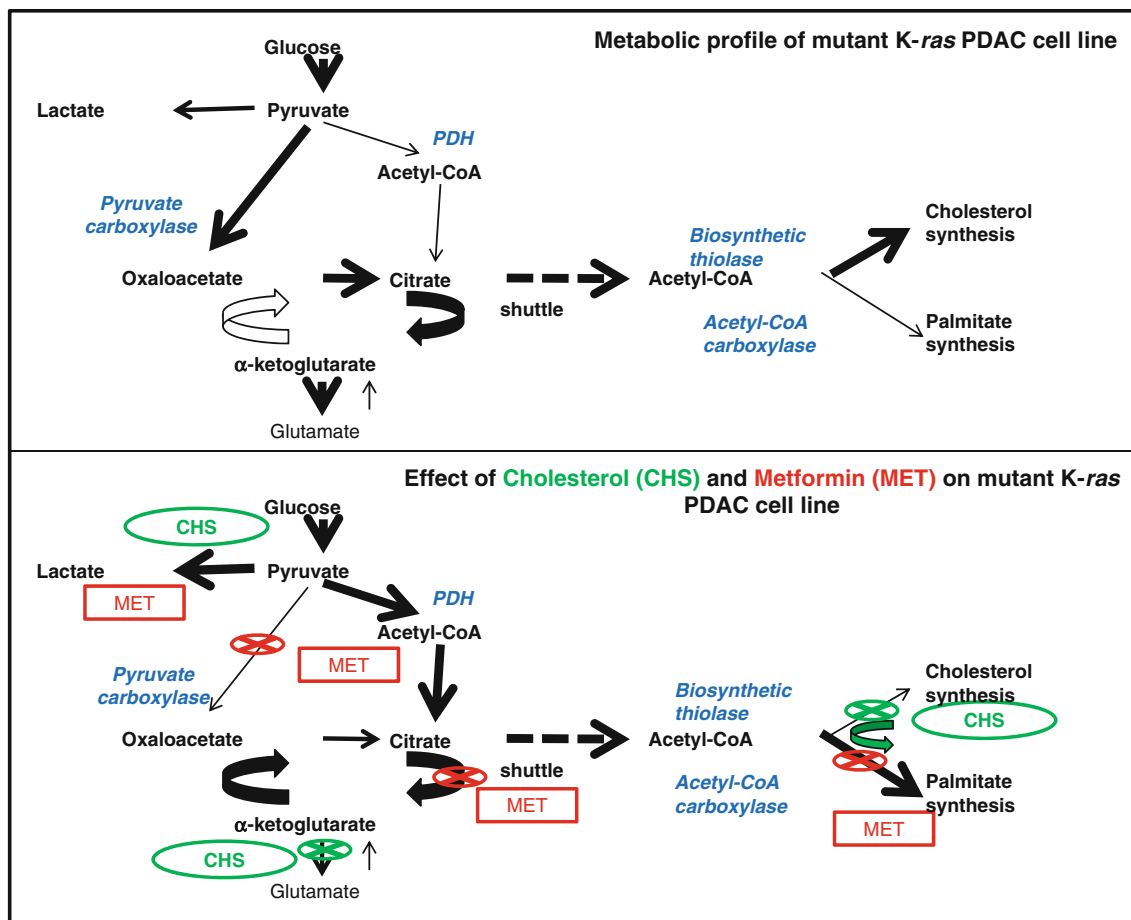 Metabolic profile of mutant K-ras PDAC cell line
Glucose
Lactate
Pyruvate
PDH
Acetyl-CoA
Pyruvate
carboxylase
Cholesterol
synthesis
Biosynthetic
thiolase
Oxaloacetate
Citrate
Acetyl-CoA
shuttle
Acetyl-CoA
carboxylase
Palmitate
synthesis
α-ketoglutarate
Glutamate
Effect of Cholesterol (CHS) and Metformin (MET) on mutant K-ras
PDAC cell line
Glucose
CHS
Lactate
Pyruvate
MET
PDH
Acetyl-CoA
MET
Pyruvate
carboxylase
Cholesterol
synthesis
Biosynthetic
thiolase
CHS
Oxaloacetate
Citrate
Acetyl-CoA
shuttle
MET
Acetyl-CoA
carboxylase
Palmitate
synthesis
MET
α-ketoglutarate
CHS
Glutamate